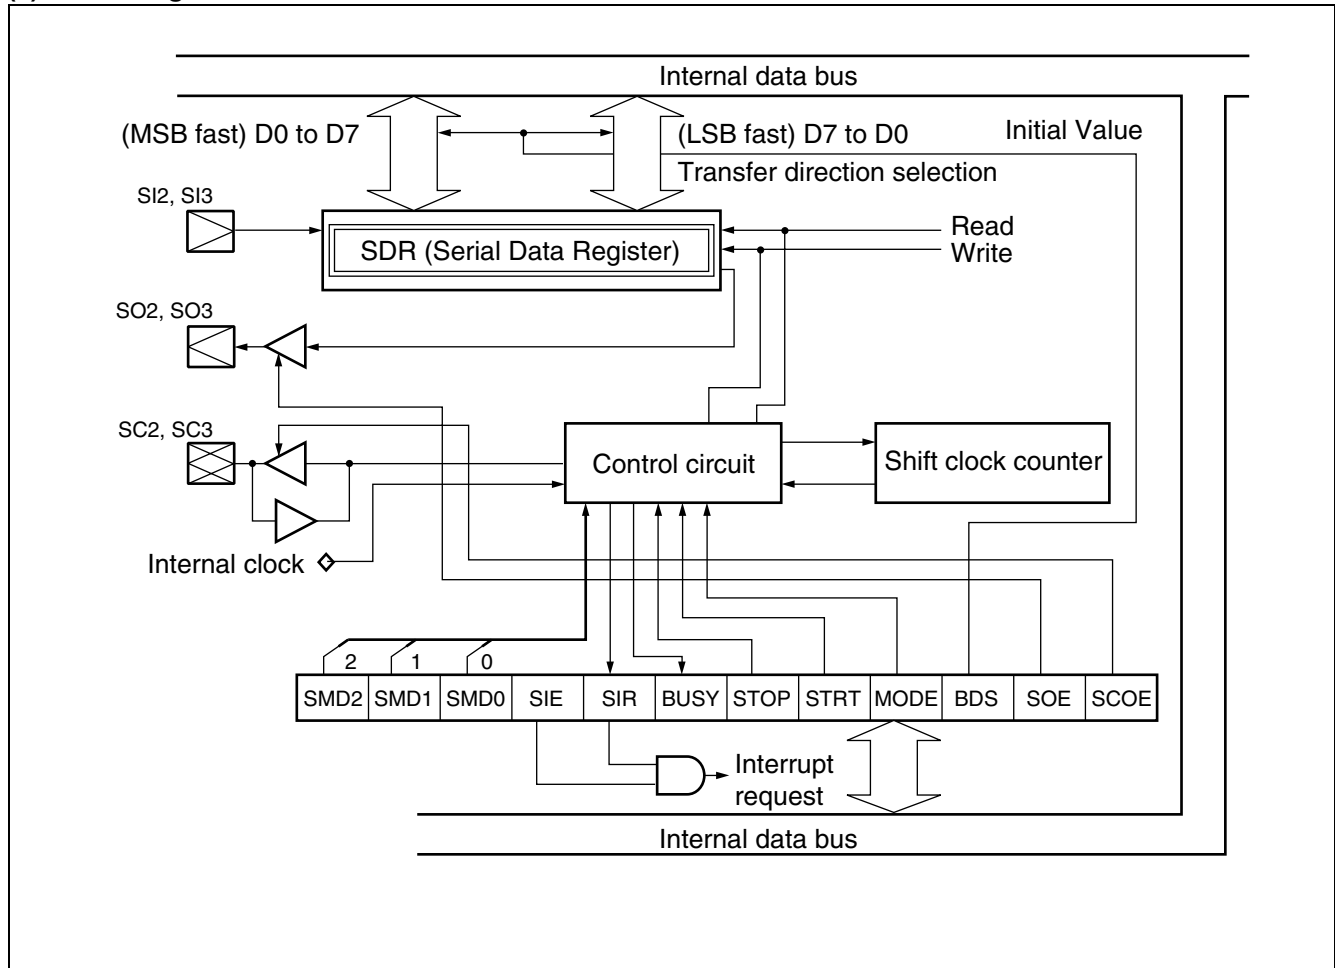 Internal data bus
(MSB fast) D0 to D7
(LSB fast) D7 to D0
Initial Value
Transfer direction selection
SI2, SI3
Read
SDR (Serial Data Register)
Write
SO2, SO3
SC2, SC3
Control circuit
Shift clock counter
Internal clock
2
1
0
SMD2
SMD1
SMD0
SIE
SIR
BUSY
STOP
STRT
MODE
BDS
SOE
SCOE
Interrupt
request
Internal data bus